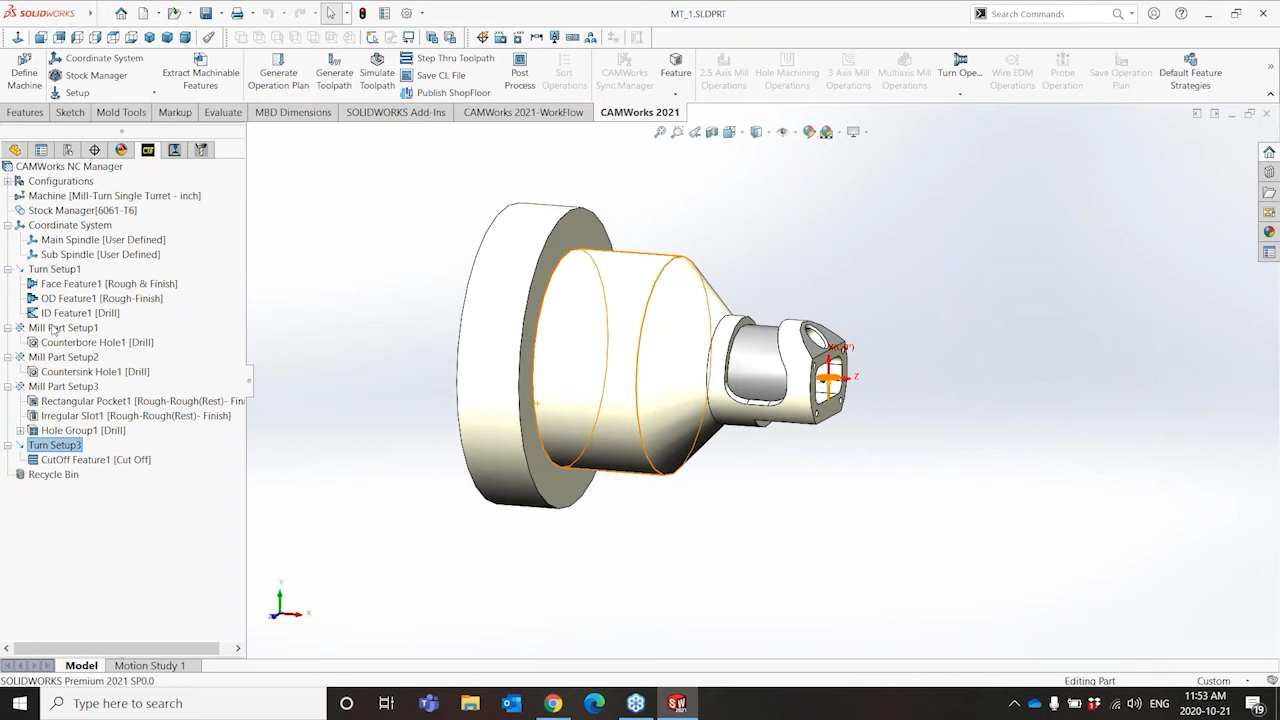 SOLIDWORKS
MT_1.SLDPRT
Search Commands
Define Machine
Coordinate System
Stock Manager
Setup
Extract Machinable Features
Generate Operation Plan
Generate Toolpath
Simulate Toolpath
Step Thru Toolpath
Save CL File
Publish ShopFloor
Post Process
Sort Operations
CAMWorks Sync Manager
Feature
2.5 Axis Mill Operations
Hole Machining Operations
3 Axis Mill Operations
Multiaxis Mill Operations
Turn Ope...
Wire EDM Operations
Probe Operation
Save Operation Plan
Default Feature Strategies
Features
Sketch
Mold Tools
Markup
Evaluate
MBD Dimensions
SOLIDWORKS Add-Ins
CAMWorks 2021-WorkFlow
CAMWorks 2021
CAMWorks NC Manager
Configurations
Machine [Mill-Turn Single Turret - inch]
Stock Manager[6061-T6]
Coordinate System
Main Spindle [User Defined]
Sub Spindle [User Defined]
Turn Setup1
Face Feature1 [Rough & Finish]
OD Feature1 [Rough-Finish]
ID Feature1 [Drill]
Mill Part Setup1
Counterbore Hole1 [Drill]
Mill Part Setup2
Countersink Hole1 [Drill]
Mill Part Setup3
Rectangular Pocket1 [Rough-Rough(Rest)- Fini
Irregular Slot1 [Rough-Rough(Rest)- Finish]
Hole Group1 [Drill]
Turn Setup3
CutOff Feature1 [Cut Off]
Recycle Bin
Z
Y
X
Model
Motion Study 1
SOLIDWORKS Premium 2021 SP0.0
Editing Part
Custom
Type here to search
ENG
11:53 AM
2020-10-21